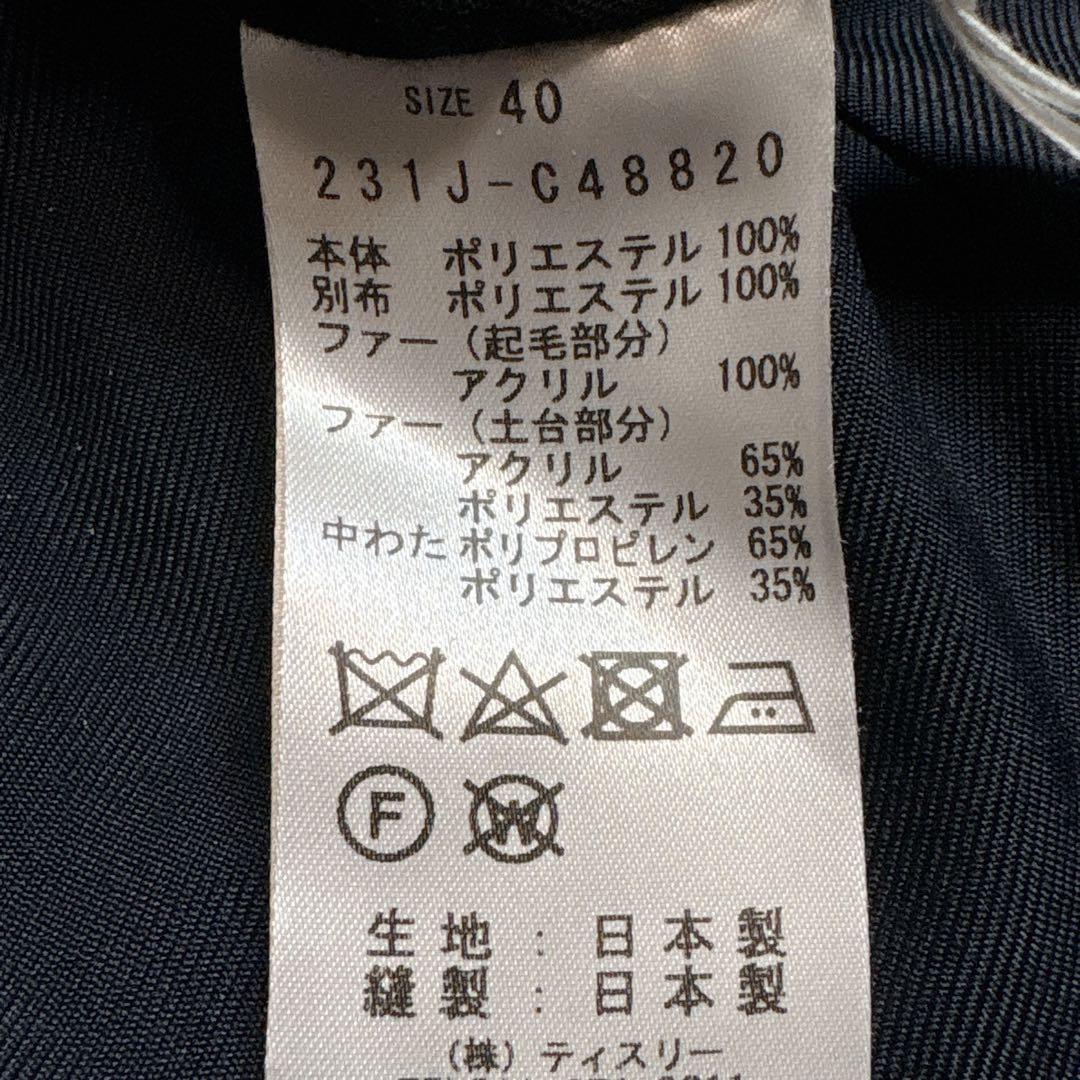 SIZE 40
231J-C48820
本体 ポリエステル 100%
別布 ポリエステル 100%
ファー（起毛部分）
アクリル 100%
ファー（土台部分）
アクリル 65%
ポリエステル 35%
中わた ポリプロピレン 65%
ポリエステル 35%
F W
生地：日本製
縫製：日本製
（株）ティスリー